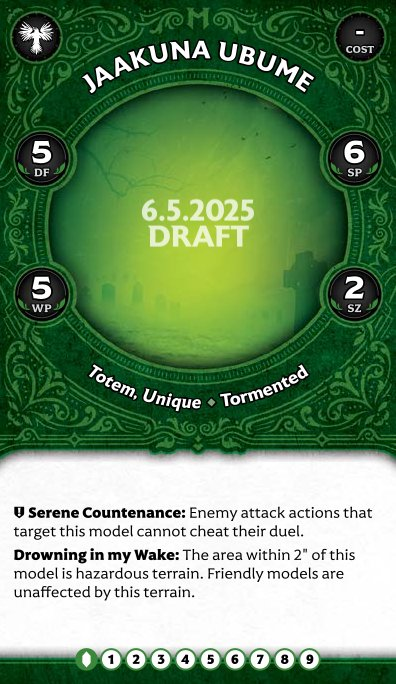 JAAKUNA UBUME
-
COST
5
DF
6
SP
6.5.2025
DRAFT
5
WP
2
SZ
Totem, Unique ◆ Tormented
Serene Countenance: Enemy attack actions that
target this model cannot cheat their duel.
Drowning in my Wake: The area within 2" of this
model is hazardous terrain. Friendly models are
unaffected by this terrain.
1 2 3 4 5 6 7 8 9